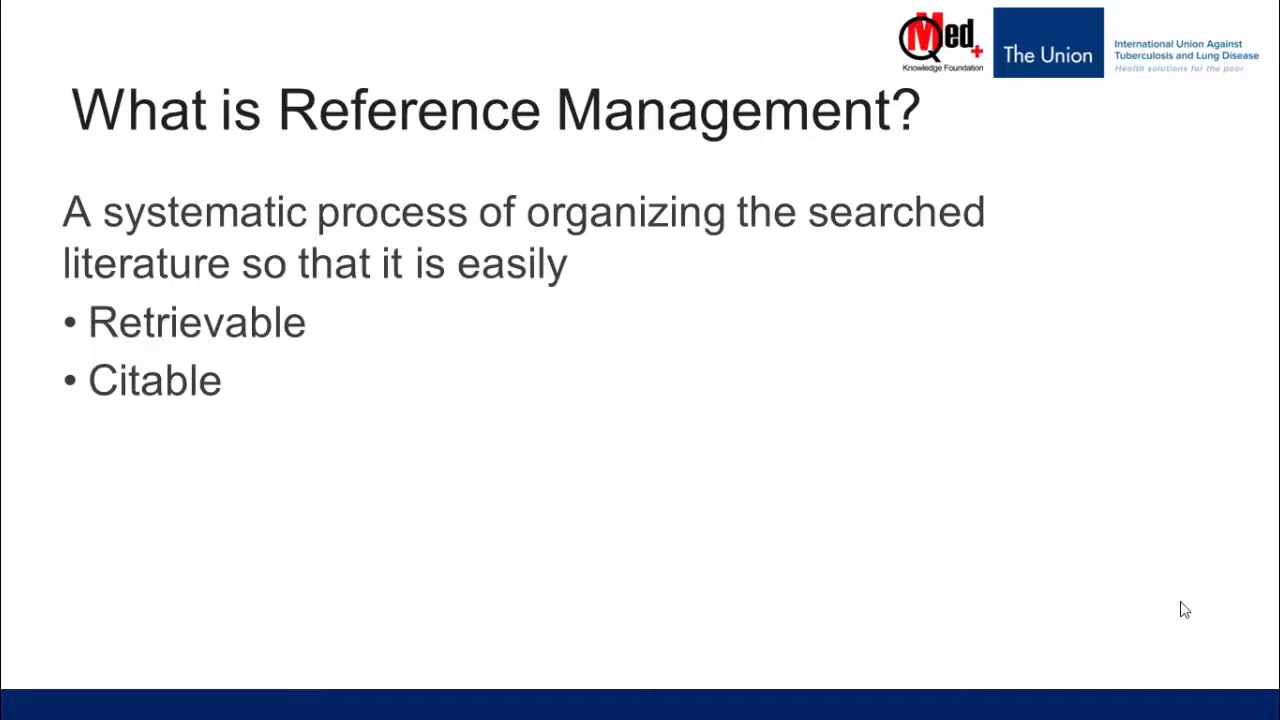 QMed+
Knowledge Foundation
The Union
International Union Against
Tuberculosis and Lung Disease
Health solutions for the poor
What is Reference Management?
A systematic process of organizing the searched
literature so that it is easily
• Retrievable
• Citable